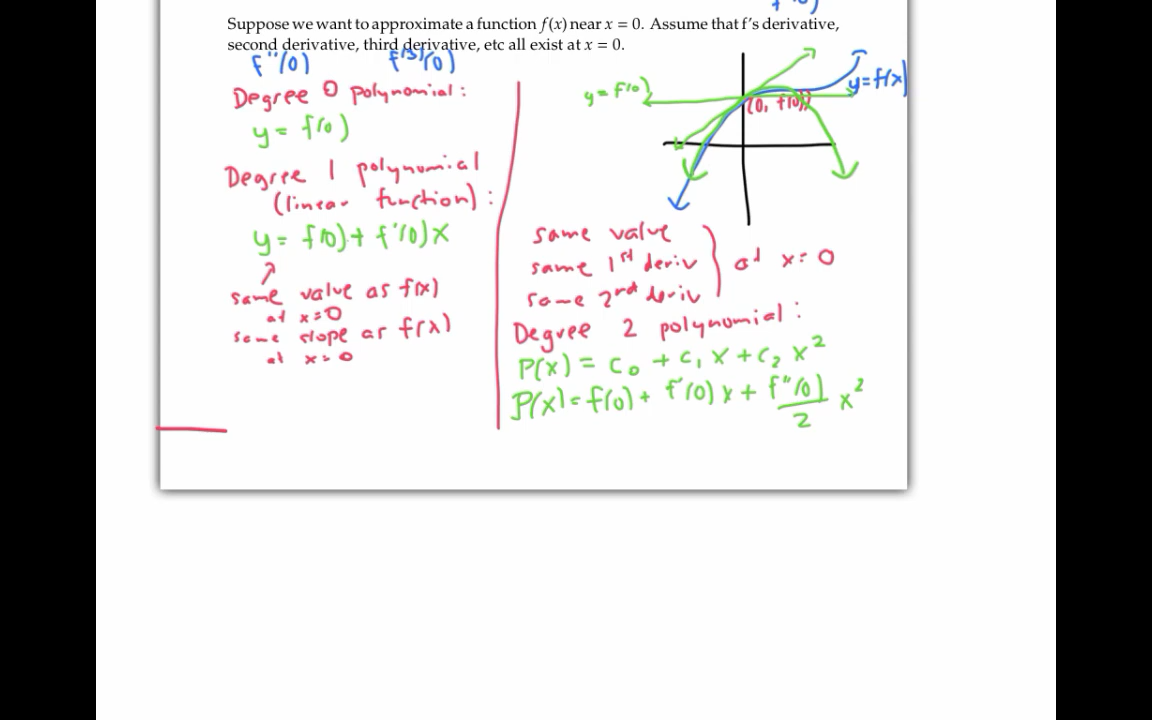 Suppose we want to approximate a function f(x) near x = 0. Assume that f's derivative,
second derivative, third derivative, etc all exist at x = 0.
f''(0) f^(3)(0)
Degree 0 polynomial:
y = f(0)
Degree 1 polynomial
(linear function):
y = f(0) + f'(0)x
same value as f(x)
at x=0
same slope as f(x)
at x=0
y = f(0)
y = f(x)
(0, f(0))
same value
same 1st deriv
same 2nd deriv
at x=0
Degree 2 polynomial:
P(x) = c₀ + c₁x + c₂x²
P(x) = f(0) + f'(0)x + f''(0)/2 x²